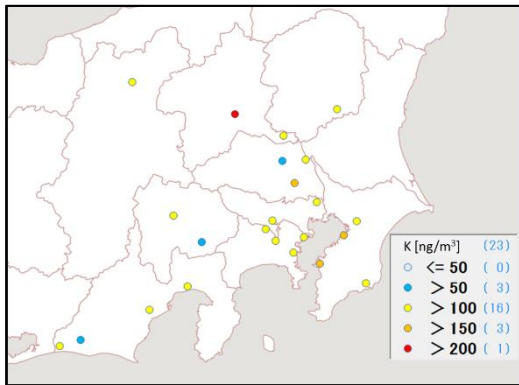 K [ng/m³] (23)
<= 50 ( 0)
> 50 ( 3)
> 100 (16)
> 150 ( 3)
> 200 ( 1)